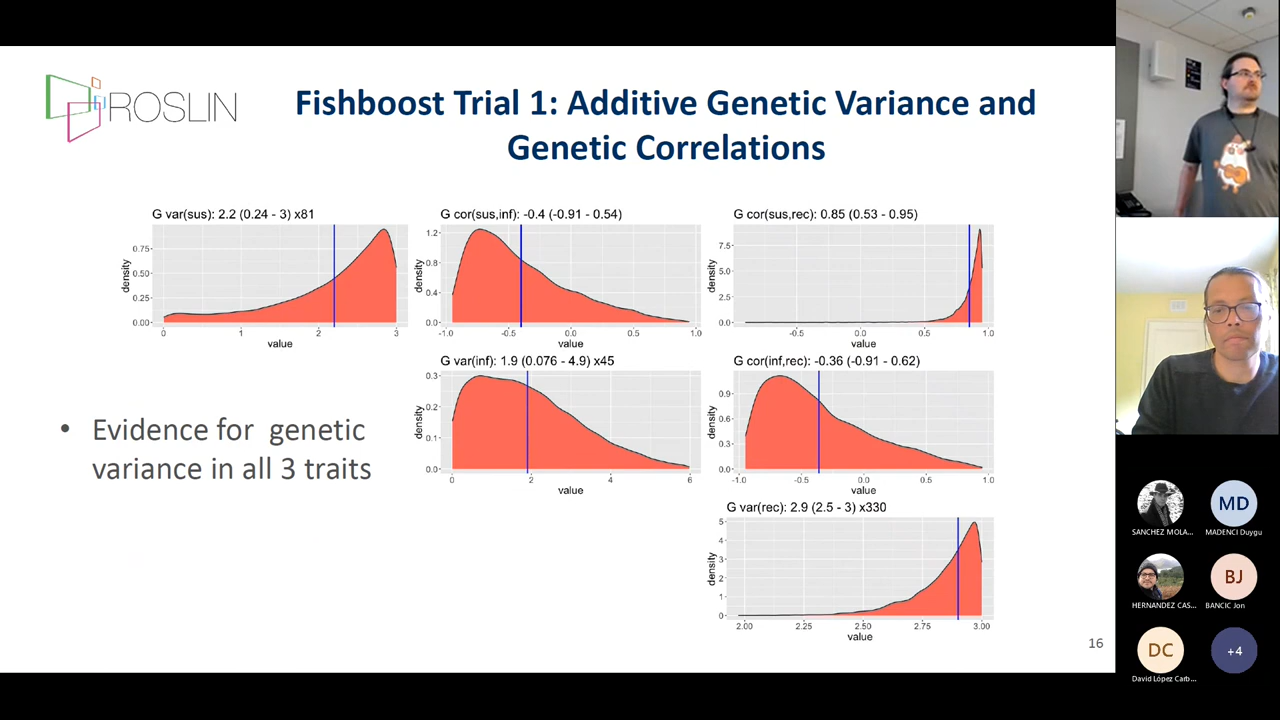 ROSLIN
Fishboost Trial 1: Additive Genetic Variance and
Genetic Correlations
G var(sus): 2.2 (0.24 - 3) x81
density
0.75
0.50
0.25
0.00
0 1 2 3
value
G cor(sus,inf): -0.4 (-0.91 - 0.54)
1.2
0.8
0.4
0.0
density
-1.0 -0.5 0.0 0.5 1.0
value
G cor(sus,rec): 0.85 (0.53 - 0.95)
density
7.5
5.0
2.5
0.0
-0.5 0.0 0.5 1.0
value
G var(inf): 1.9 (0.076 - 4.9) x45
density
0.3
0.2
0.1
0.0
0 2 4 6
value
G cor(inf,rec): -0.36 (-0.91 - 0.62)
density
0.9
0.6
0.3
0.0
-1.0 -0.5 0.0 0.5 1.0
value
• Evidence for genetic
variance in all 3 traits
G var(rec): 2.9 (2.5 - 3) x330
density
5
4
3
2
1
0
2.00 2.25 2.50 2.75 3.00
value
16
MD
SANCHEZ MOLA... MADENCI Duygu
BJ
HERNANDEZ CAS... BANCIC Jon
DC +4
David López Carb...